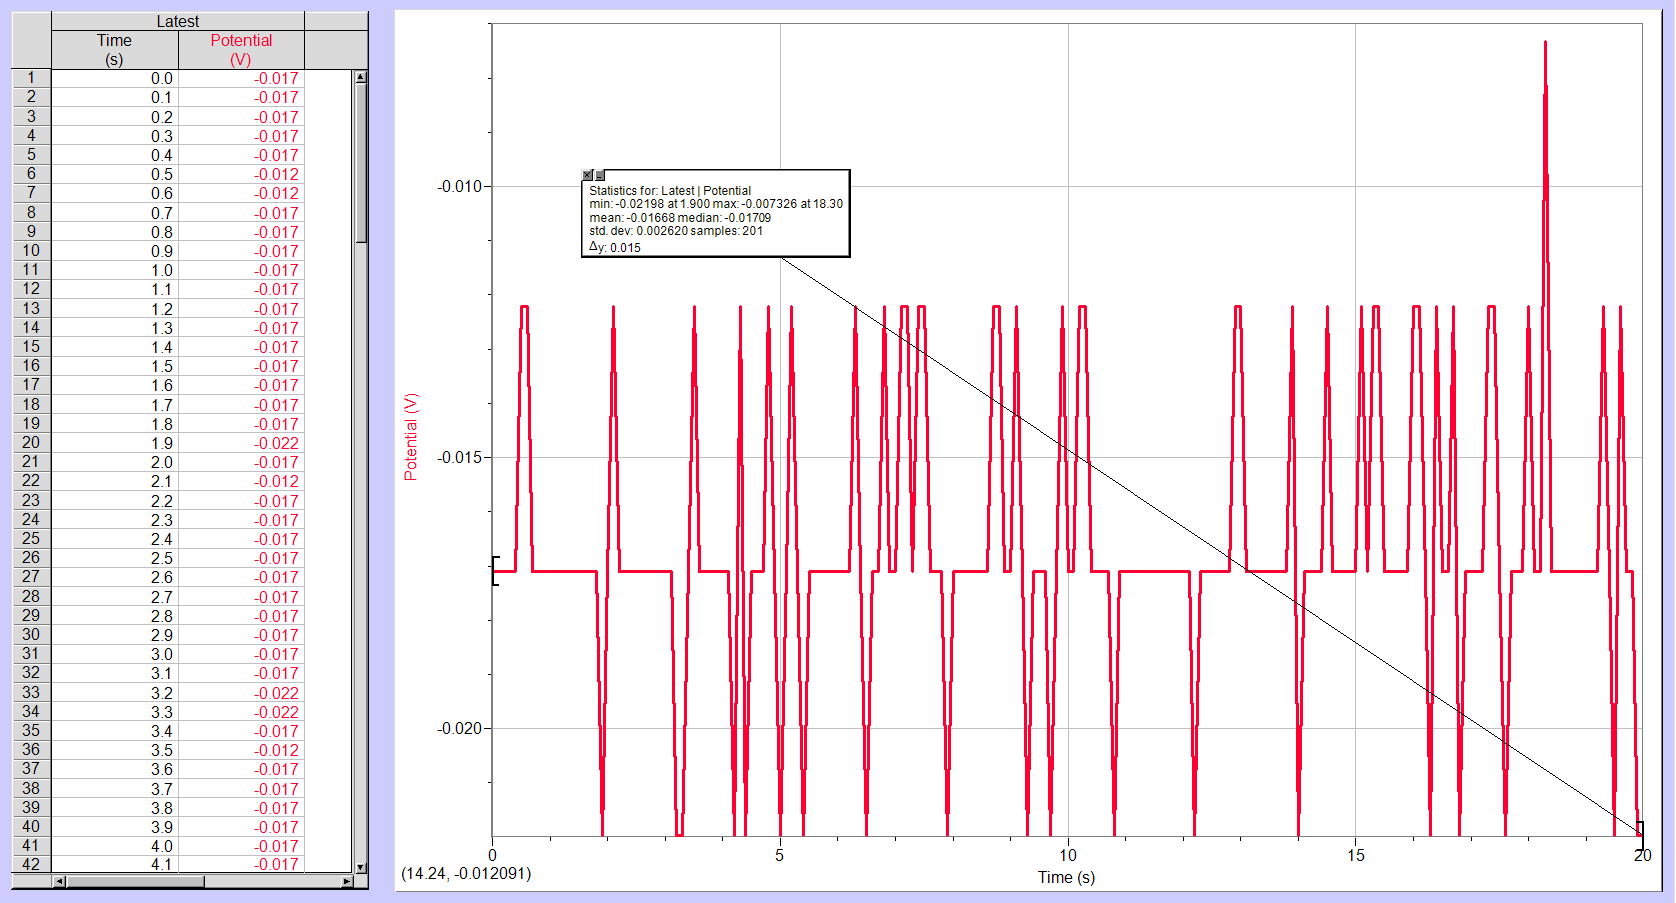 Latest
Time Potential
(s) (V)
1 0.0 -0.017
2 0.1 -0.017
3 0.2 -0.017
4 0.3 -0.017
5 0.4 -0.017
6 0.5 -0.012
7 0.6 -0.012
8 0.7 -0.017
9 0.8 -0.017
10 0.9 -0.017
11 1.0 -0.017
12 1.1 -0.017
13 1.2 -0.017
14 1.3 -0.017
15 1.4 -0.017
16 1.5 -0.017
17 1.6 -0.017
18 1.7 -0.017
19 1.8 -0.017
20 1.9 -0.022
21 2.0 -0.017
22 2.1 -0.012
23 2.2 -0.017
24 2.3 -0.017
25 2.4 -0.017
26 2.5 -0.017
27 2.6 -0.017
28 2.7 -0.017
29 2.8 -0.017
30 2.9 -0.017
31 3.0 -0.017
32 3.1 -0.017
33 3.2 -0.022
34 3.3 -0.022
35 3.4 -0.017
36 3.5 -0.012
37 3.6 -0.017
38 3.7 -0.017
39 3.8 -0.017
40 3.9 -0.017
41 4.0 -0.017
42 4.1 -0.017
Potential (V)
-0.010
-0.015
-0.020
Statistics for: Latest | Potential
min: -0.02198 at 1.900 max: -0.007326 at 18.30
mean: -0.01668 median: -0.01709
std. dev: 0.002620 samples: 201
Δy: 0.015
0 5 10 15 20
(14.24, -0.012091)
Time (s)